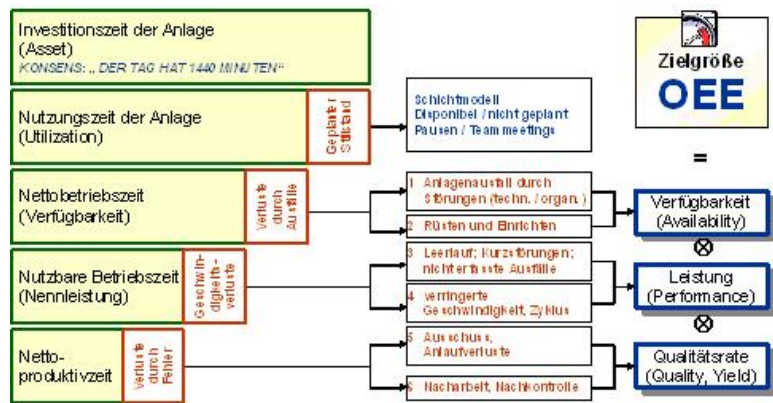 Investitionszeit der Anlage
(Asset)
KONSENS: „ DER TAG HAT 1440 MINUTEN“
Zielgröße
OEE
=
Nutzungszeit der Anlage
(Utilization)
Geplanter
Stillstand
Schichtmodell
Disponibel / nicht geplant
Pausen / Teammeetings
Nettobetriebszeit
(Verfügbarkeit)
Verluste
durch
Ausfälle
1 Anlagenausfall durch
Störungen (techn. / organ.)
2 Rüsten und Einrichten
Verfügbarkeit
(Availability)
⊗
Nutzbare Betriebszeit
(Nennleistung)
Geschwin-
digkeits-
verluste
3 Leerlauf; Kurzstörungen;
nicht erfasste Ausfälle
4 verringerte
Geschwindigkeit, Zyklus
Leistung
(Performance)
⊗
Netto-
produktivzeit
Verluste
durch
Fehler
5 Ausschuss,
Anlaufverluste
6 Nacharbeit, Nachkontrolle
Qualitätsrate
(Quality, Yield)